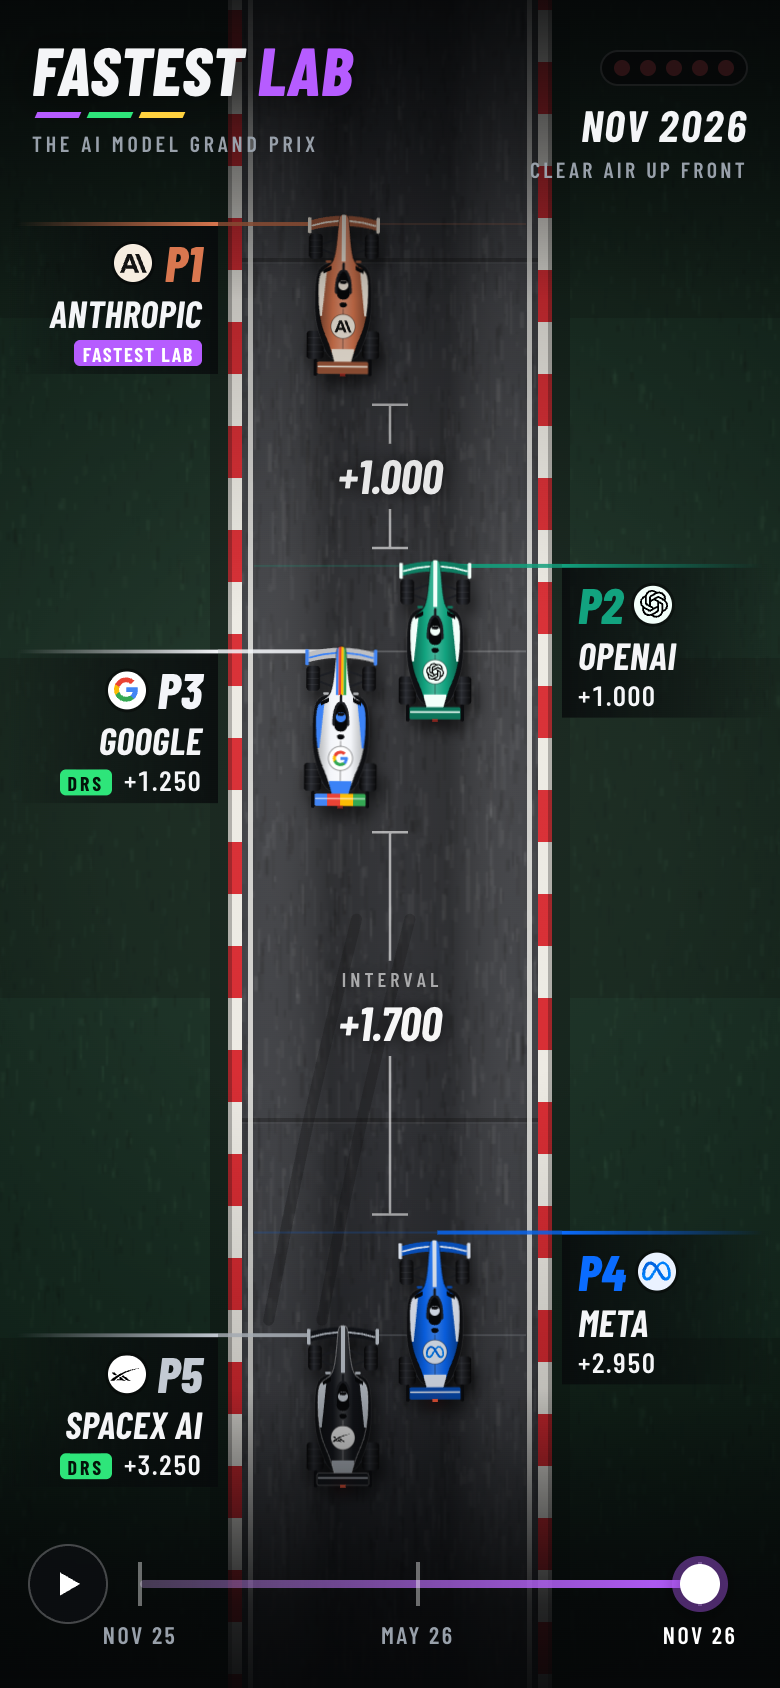 FASTEST LAB
THE AI MODEL GRAND PRIX
NOV 2026
CLEAR AIR UP FRONT
P1
ANTHROPIC
FASTEST LAB
+1.000
P2
OPENAI
+1.000
P3
GOOGLE
DRS +1.250
INTERVAL
+1.700
P4
META
+2.950
P5
SPACEX AI
DRS +3.250
NOV 25
MAY 26
NOV 26